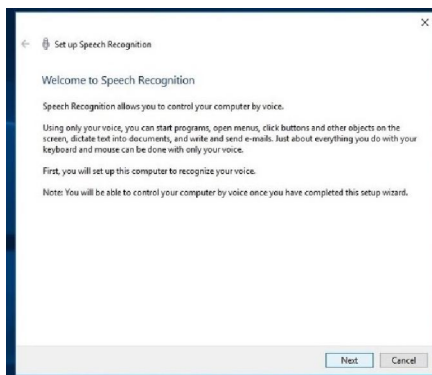 Set up Speech Recognition
Welcome to Speech Recognition
Speech Recognition allows you to control your computer by voice.
Using only your voice, you can start programs, open menus, click buttons and other objects on the
screen, dictate text into documents, and write and send e-mails. Just about everything you do with your
keyboard and mouse can be done with only your voice.
First, you will set up this computer to recognize your voice.
Note: You will be able to control your computer by voice once you have completed this setup wizard.
Next Cancel